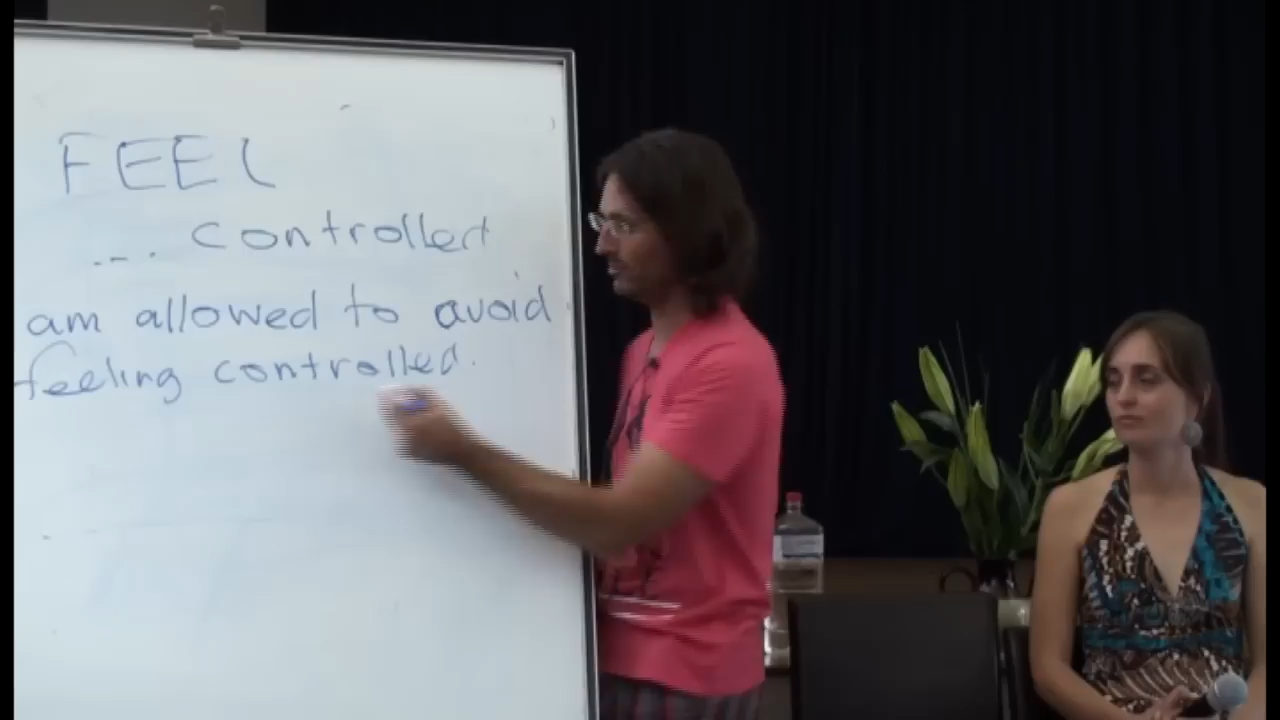 FEEL
... controlled
am allowed to avoid
feeling controlled.